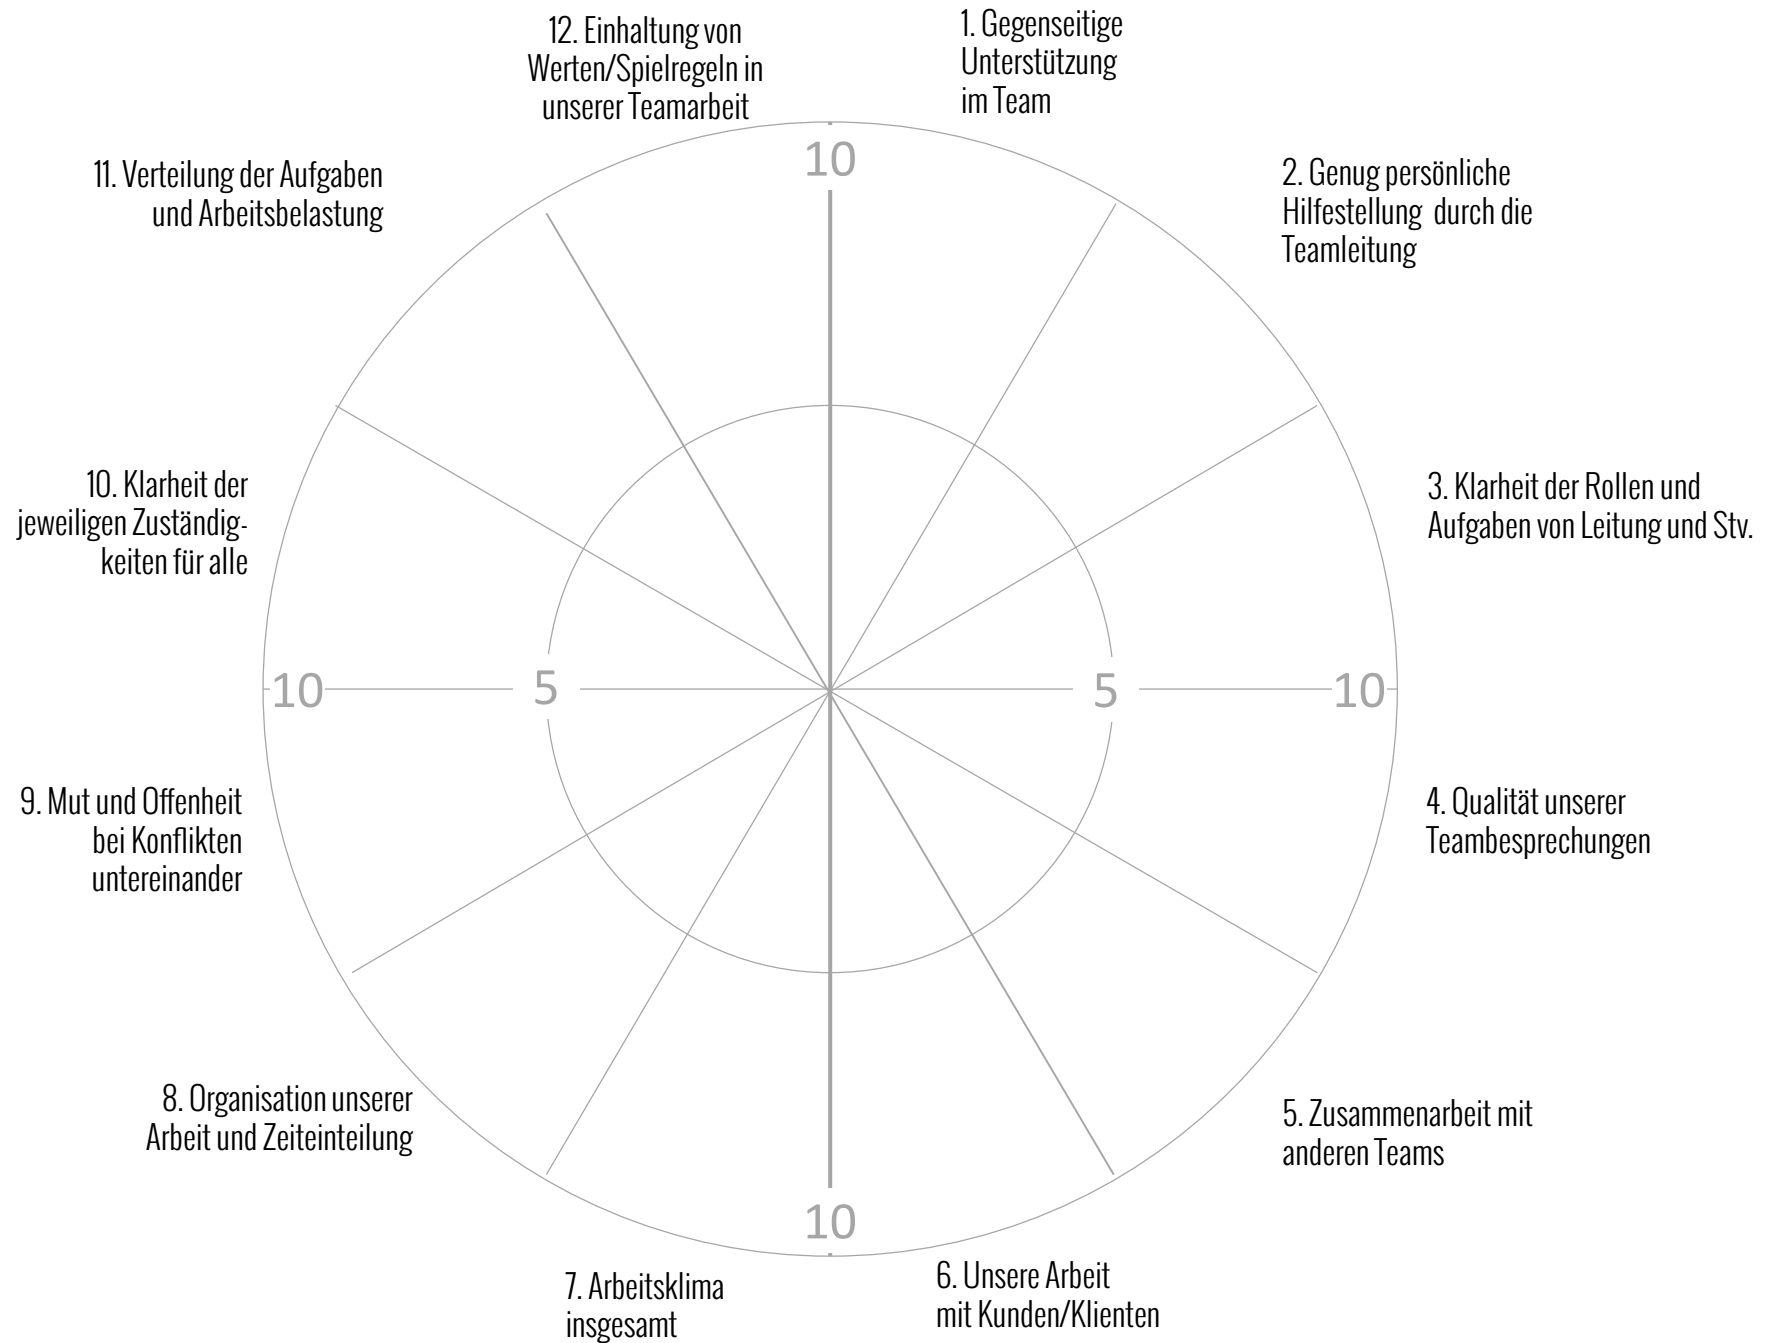 12. Einhaltung von
Werten/Spielregeln in
unserer Teamarbeit
1. Gegenseitige
Unterstützung
im Team
2. Genug persönliche
Hilfestellung durch die
Teamleitung
3. Klarheit der Rollen und
Aufgaben von Leitung und Stv.
4. Qualität unserer
Teambesprechungen
5. Zusammenarbeit mit
anderen Teams
6. Unsere Arbeit
mit Kunden/Klienten
7. Arbeitsklima
insgesamt
8. Organisation unserer
Arbeit und Zeiteinteilung
9. Mut und Offenheit
bei Konflikten
untereinander
10. Klarheit der
jeweiligen Zuständig-
keiten für alle
11. Verteilung der Aufgaben
und Arbeitsbelastung
10
10 5 5 10
10